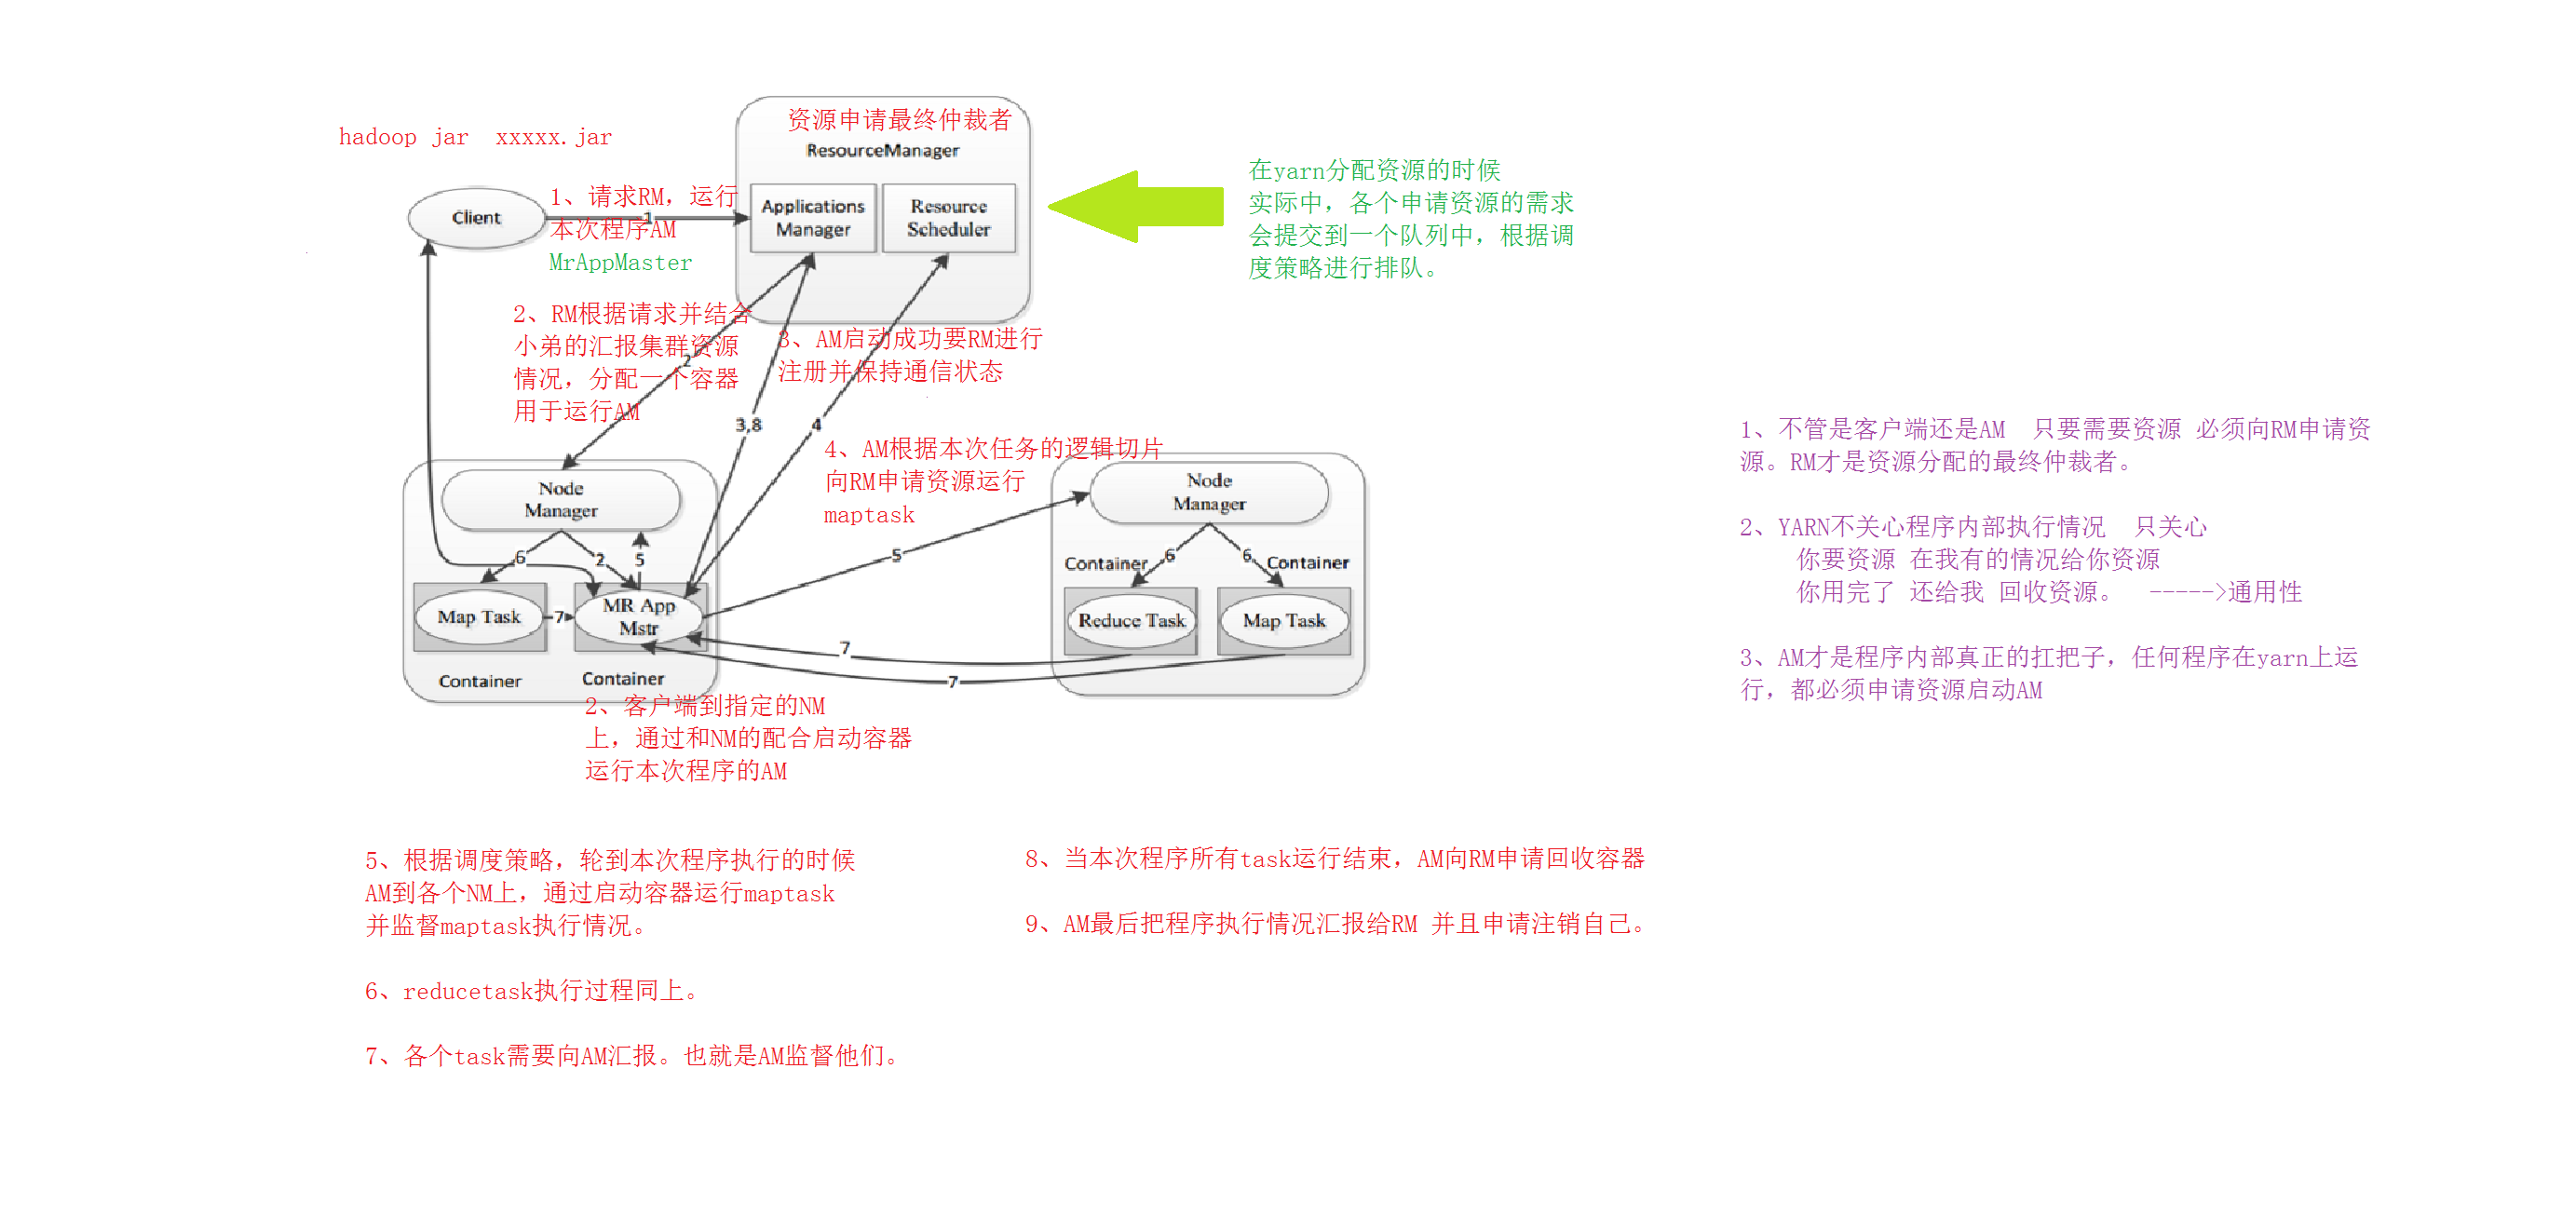 资源申请最终仲裁者
hadoop jar  xxxxx.jar
ResourceManager
1、请求RM，运行
本次程序AM
MrAppMaster
Client
1
Applications
Manager
Resource
Scheduler
在yarn分配资源的时候
实际中，各个申请资源的需求
会提交到一个队列中，根据调
度策略进行排队。
2、RM根据请求并结合
小弟的汇报集群资源
情况，分配一个容器
用于运行AM
2
3、AM启动成功要RM进行
注册并保持通信状态
3,8
4
4、AM根据本次任务的逻辑切片
向RM申请资源运行
maptask
Node
Manager
6
2
5
5
Map Task
7
MR App
Mstr
Container
Container
Node
Manager
Container
6
6
Container
Reduce Task
Map Task
7
7
2、客户端到指定的NM
上，通过和NM的配合启动容器
运行本次程序的AM
1、不管是客户端还是AM  只要需要资源 必须向RM申请资
源。RM才是资源分配的最终仲裁者。
2、YARN不关心程序内部执行情况  只关心
你要资源 在我有的情况给你资源
你用完了 还给我 回收资源。  ----->通用性
3、AM才是程序内部真正的扛把子，任何程序在yarn上运
行，都必须申请资源启动AM
5、根据调度策略，轮到本次程序执行的时候
AM到各个NM上，通过启动容器运行maptask
并监督maptask执行情况。
6、reducetask执行过程同上。
7、各个task需要向AM汇报。也就是AM监督他们。
8、当本次程序所有task运行结束，AM向RM申请回收容器
9、AM最后把程序执行情况汇报给RM 并且申请注销自己。